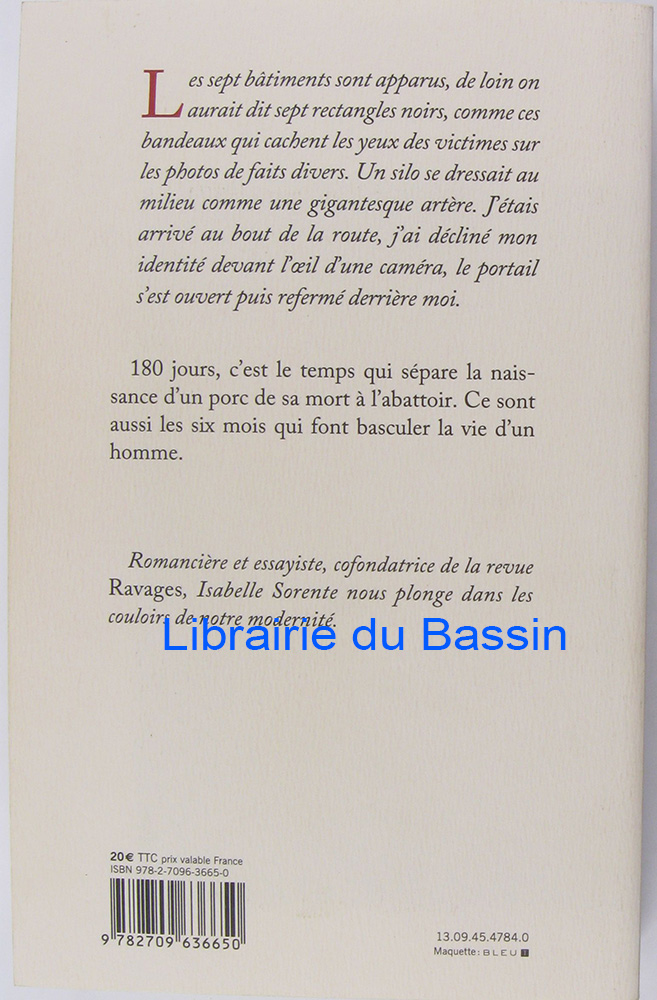 Les sept bâtiments sont apparus, de loin on
aurait dit sept rectangles noirs, comme ces
bandeaux qui cachent les yeux des victimes sur
les photos de faits divers. Un silo se dressait au
milieu comme une gigantesque artère. J'étais
arrivé au bout de la route, j'ai décliné mon
identité devant l'œil d'une caméra, le portail
s'est ouvert puis refermé derrière moi.
180 jours, c'est le temps qui sépare la nais-
sance d'un porc de sa mort à l'abattoir. Ce sont
aussi les six mois qui font basculer la vie d'un
homme.
Romancière et essayiste, cofondatrice de la revue
Ravages, Isabelle Sorente nous plonge dans les
couloirs de notre modernité.
Librairie du Bassin
20€ TTC prix valable France
ISBN 978-2-7096-3665-0
9 782709 636650
13.09.45.4784.0
Maquette : BLEU T